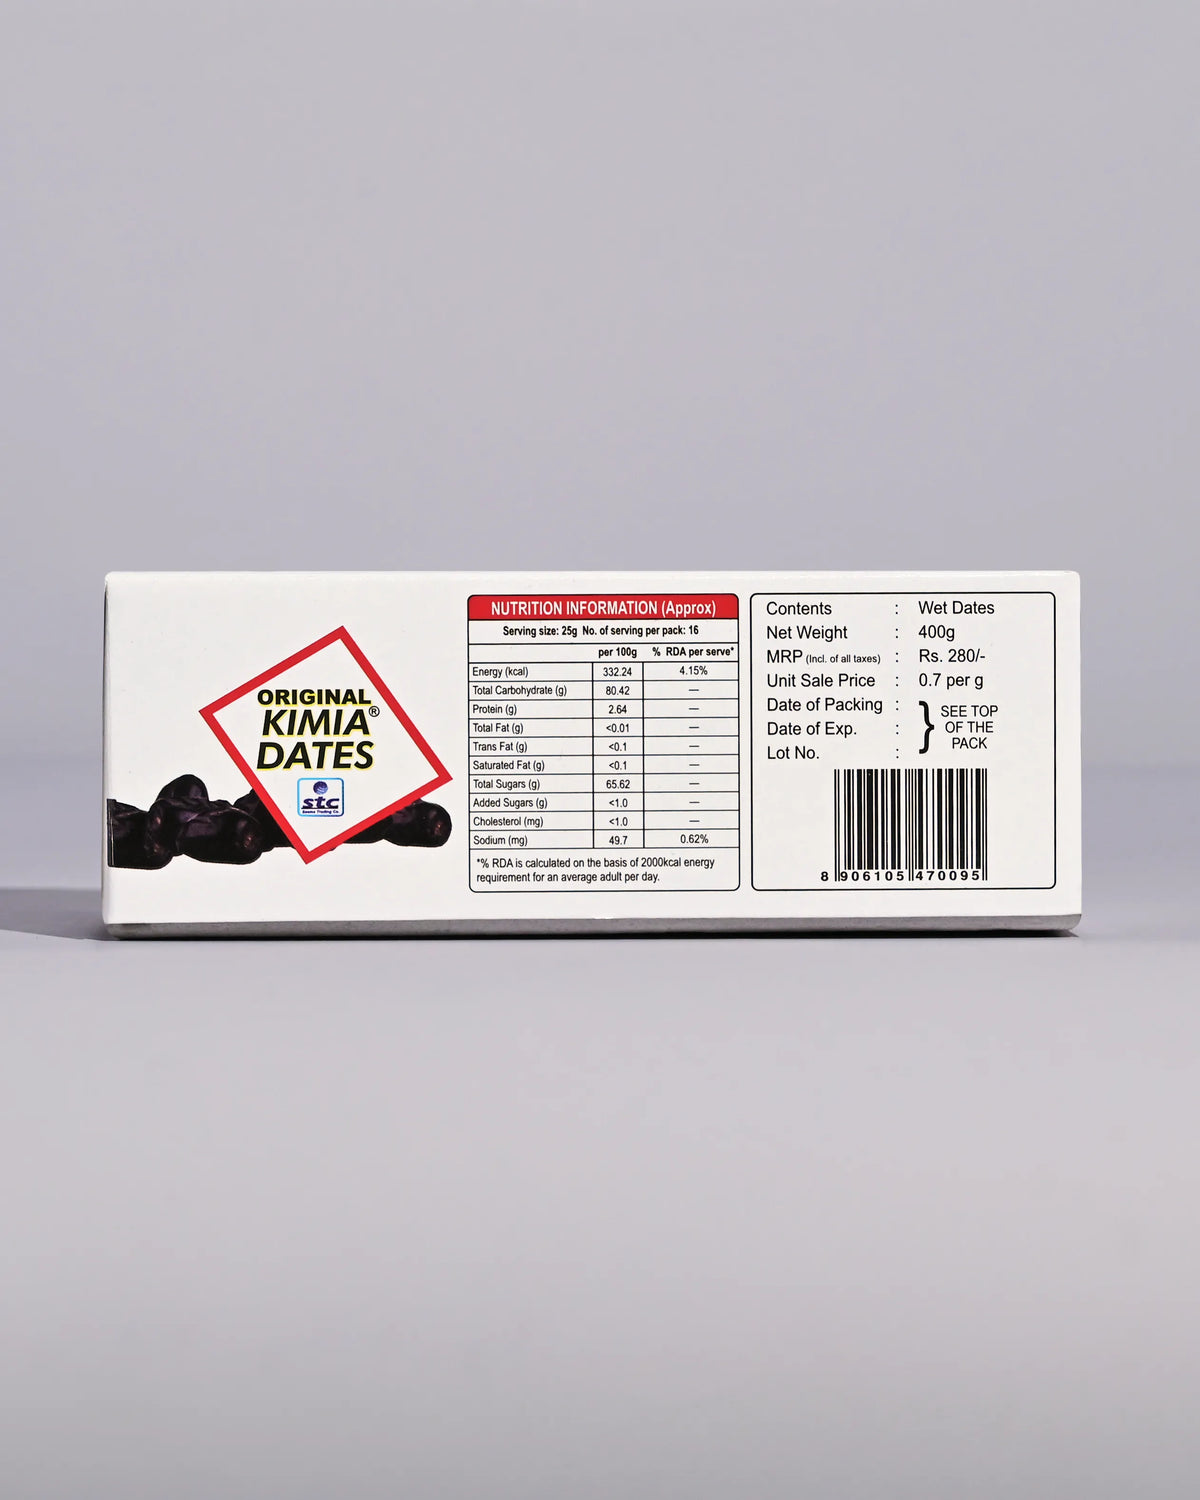 ORIGINAL
KIMIA®
DATES
stc
Seema Trading Co.
NUTRITION INFORMATION (Approx)
Serving size: 25g No. of serving per pack: 16
per 100g % RDA per serve*
Energy (kcal) 332.24 4.15%
Total Carbohydrate (g) 80.42 —
Protein (g) 2.64 —
Total Fat (g) <0.01 —
Trans Fat (g) <0.1 —
Saturated Fat (g) <0.1 —
Total Sugars (g) 65.62 —
Added Sugars (g) <1.0 —
Cholesterol (mg) <1.0 —
Sodium (mg) 49.7 0.62%
*% RDA is calculated on the basis of 2000kcal energy
requirement for an average adult per day.
Contents : Wet Dates
Net Weight : 400g
MRP (Incl. of all taxes) : Rs. 280/-
Unit Sale Price : 0.7 per g
Date of Packing :
Date of Exp. :
Lot No. :
} SEE TOP
OF THE
PACK
8 906105 470095